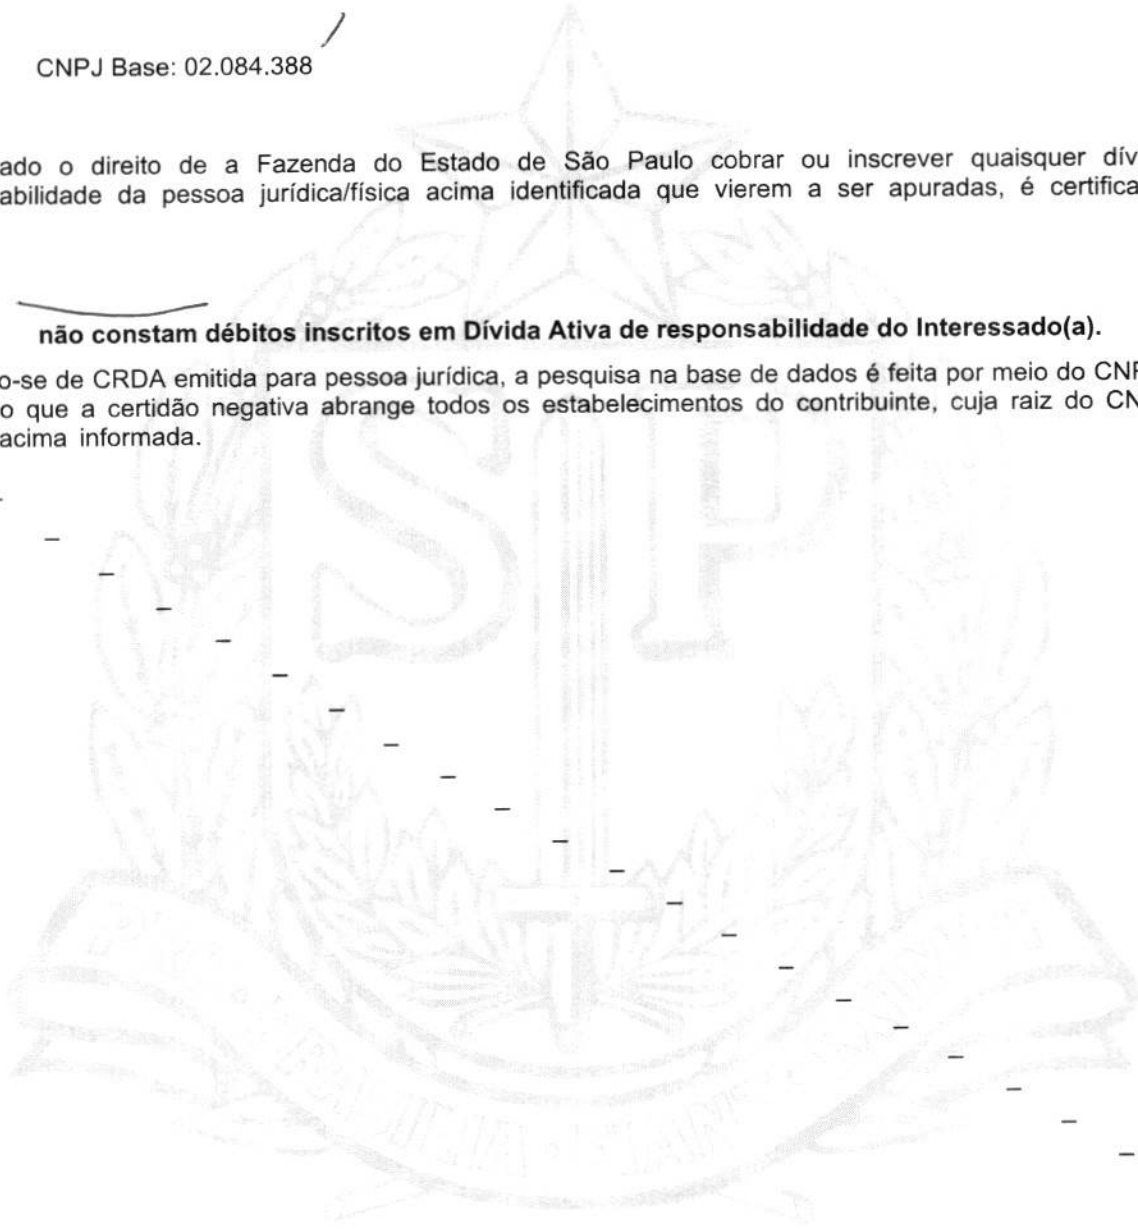 CNPJ Base: 02.084.388
ado o direito de a Fazenda do Estado de São Paulo cobrar ou inscrever quaisquer dív
abilidade da pessoa jurídica/física acima identificada que vierem a ser apuradas, é certifica
não constam débitos inscritos em Dívida Ativa de responsabilidade do Interessado(a).
o-se de CRDA emitida para pessoa jurídica, a pesquisa na base de dados é feita por meio do CNP
o que a certidão negativa abrange todos os estabelecimentos do contribuinte, cuja raiz do CN
acima informada.
SP